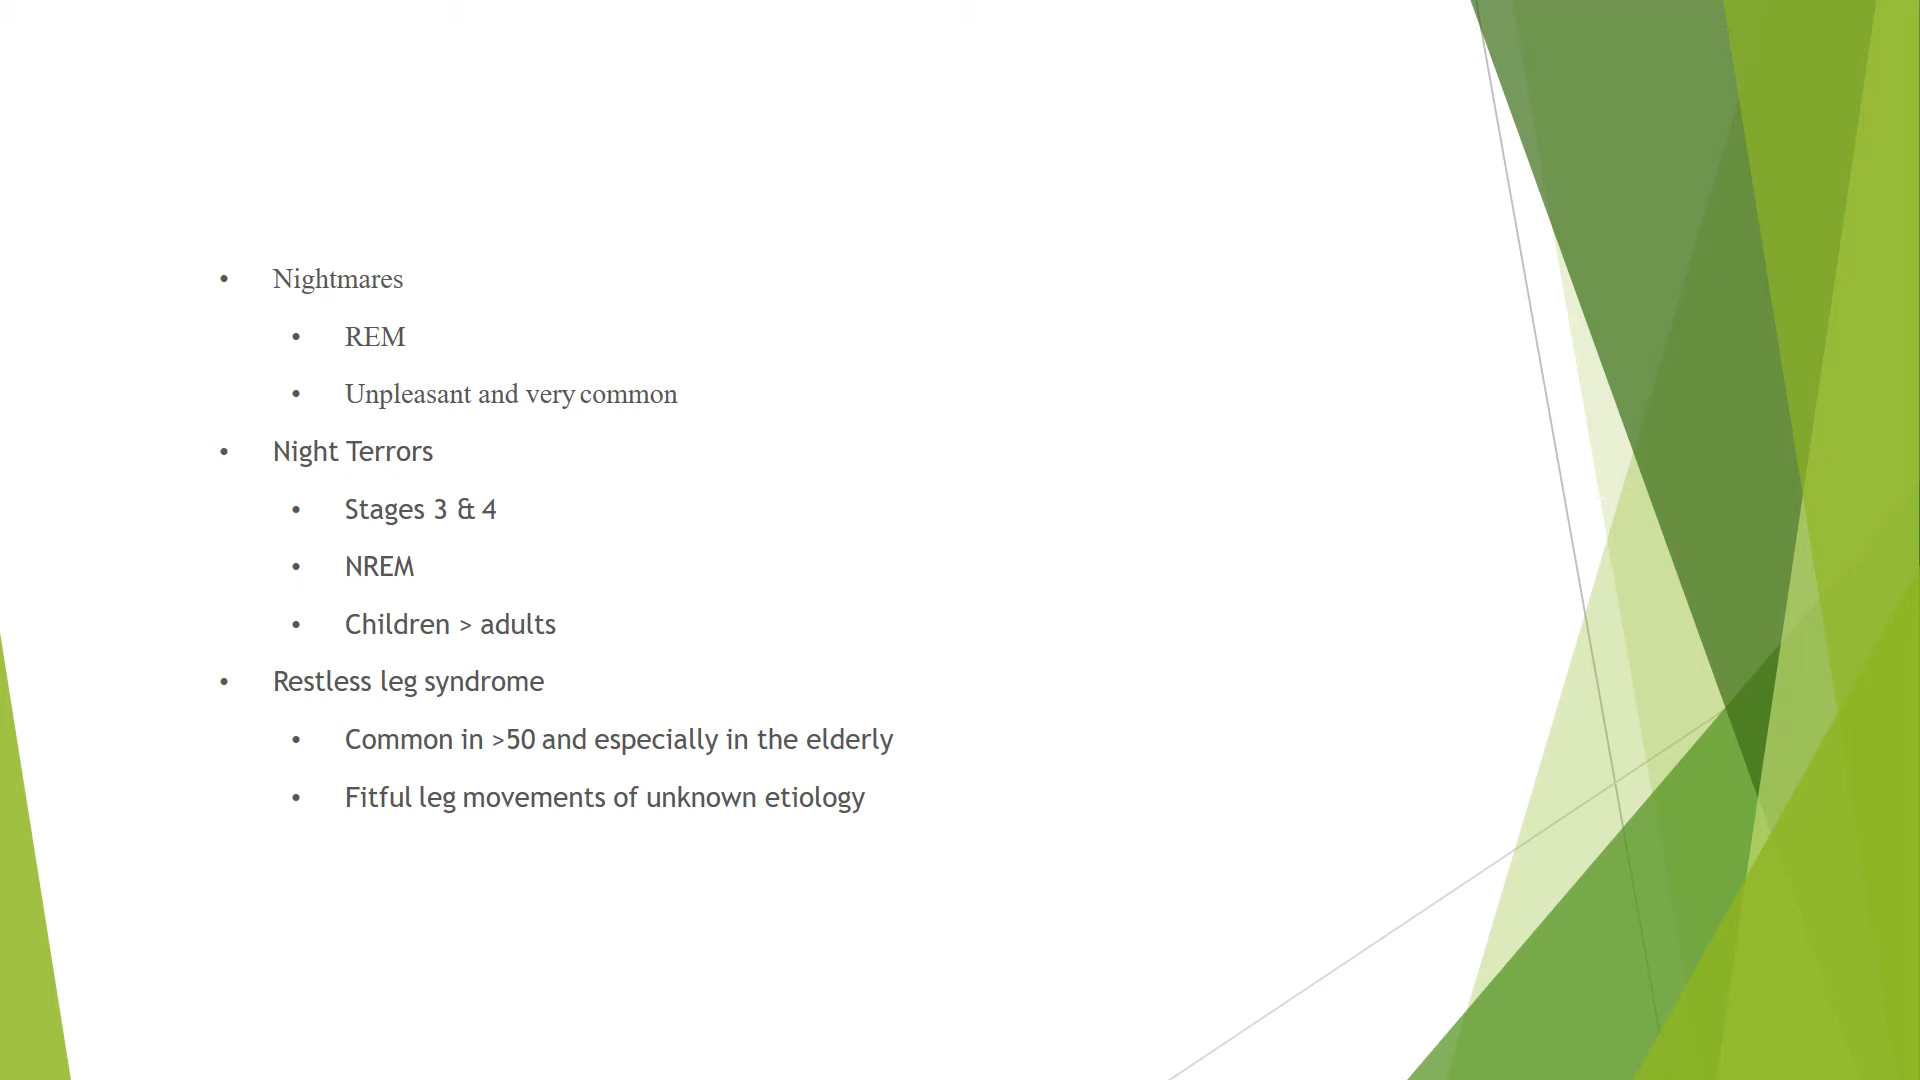 • Nightmares
• REM
• Unpleasant and very common
• Night Terrors
• Stages 3 & 4
• NREM
• Children > adults
• Restless leg syndrome
• Common in >50 and especially in the elderly
• Fitful leg movements of unknown etiology